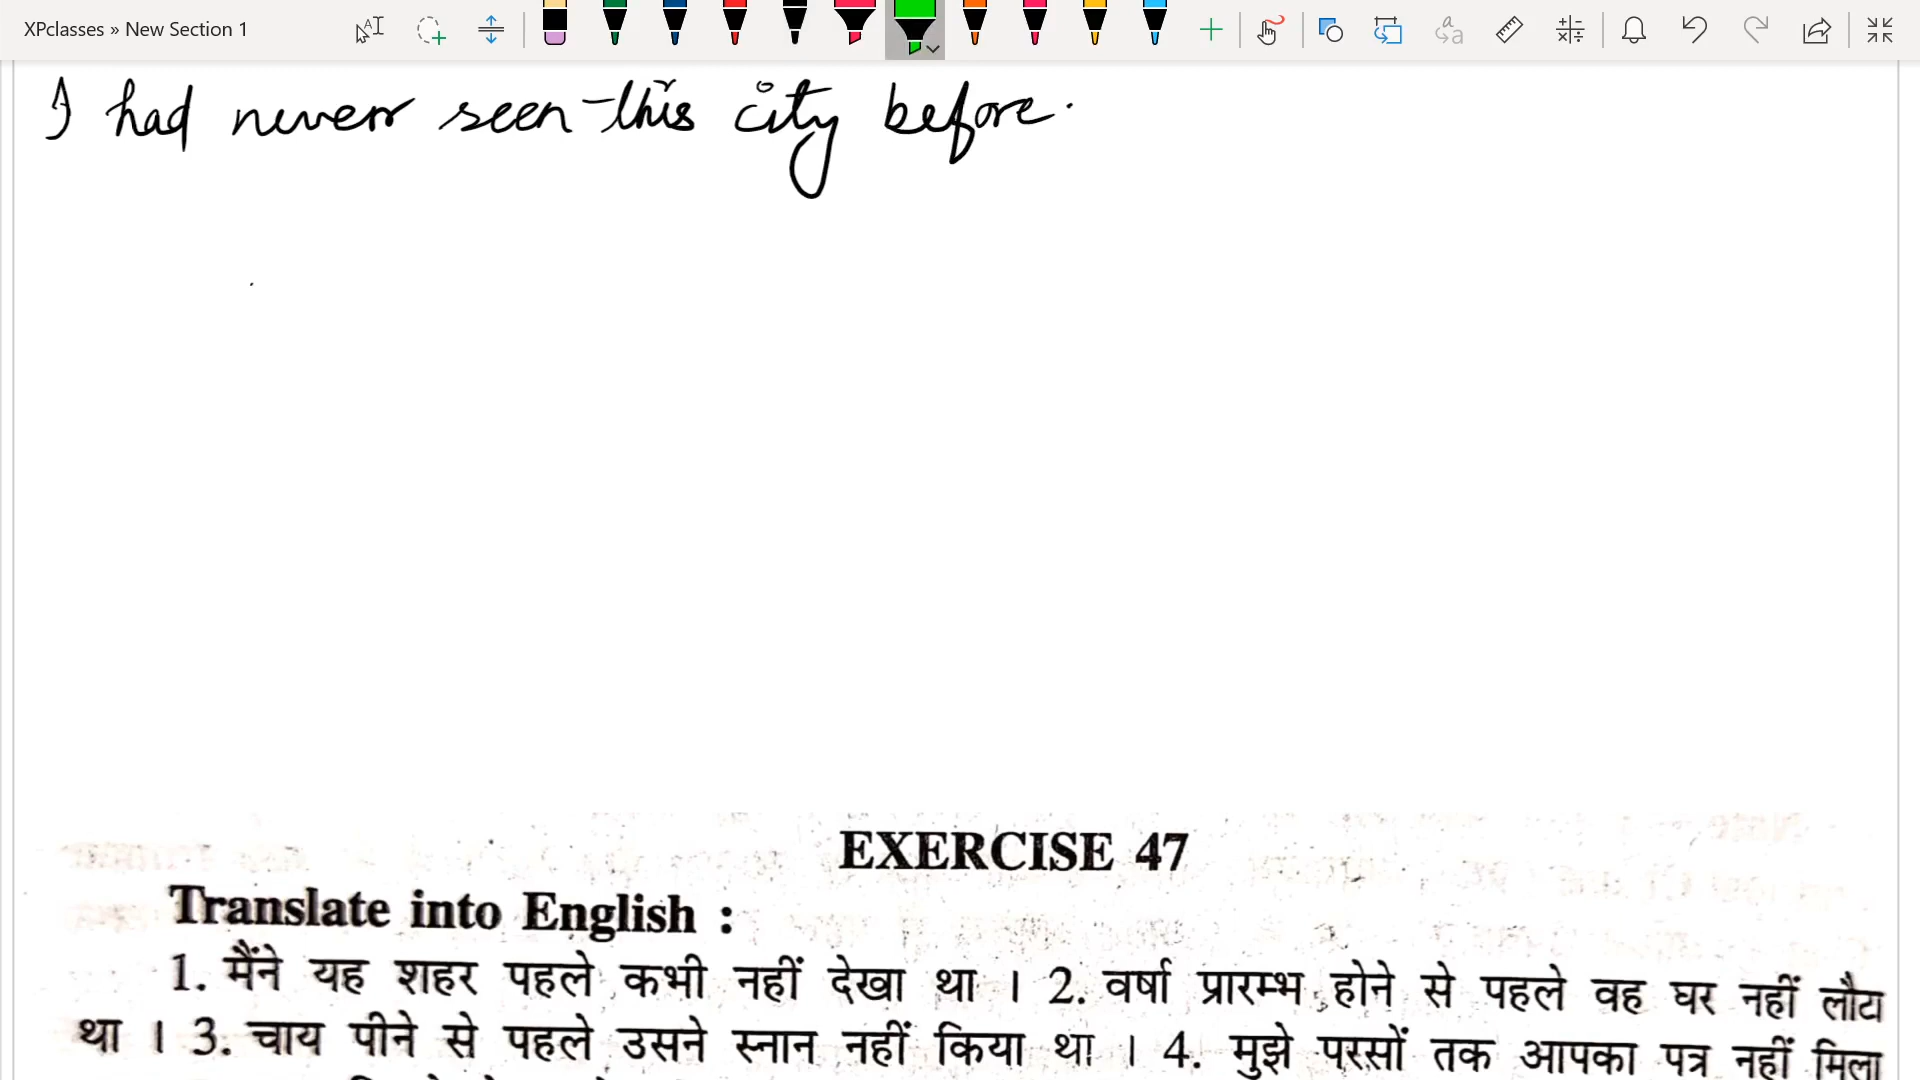 XPclasses » New Section 1
I had never seen this city before.
EXERCISE 47
Translate into English :
1. मैंने यह शहर पहले कभी नहीं देखा था । 2. वर्षा प्रारम्भ होने से पहले वह घर नहीं लौटा
था । 3. चाय पीने से पहले उसने स्नान नहीं किया था । 4. मुझे परसों तक आपका पत्र नहीं मिला